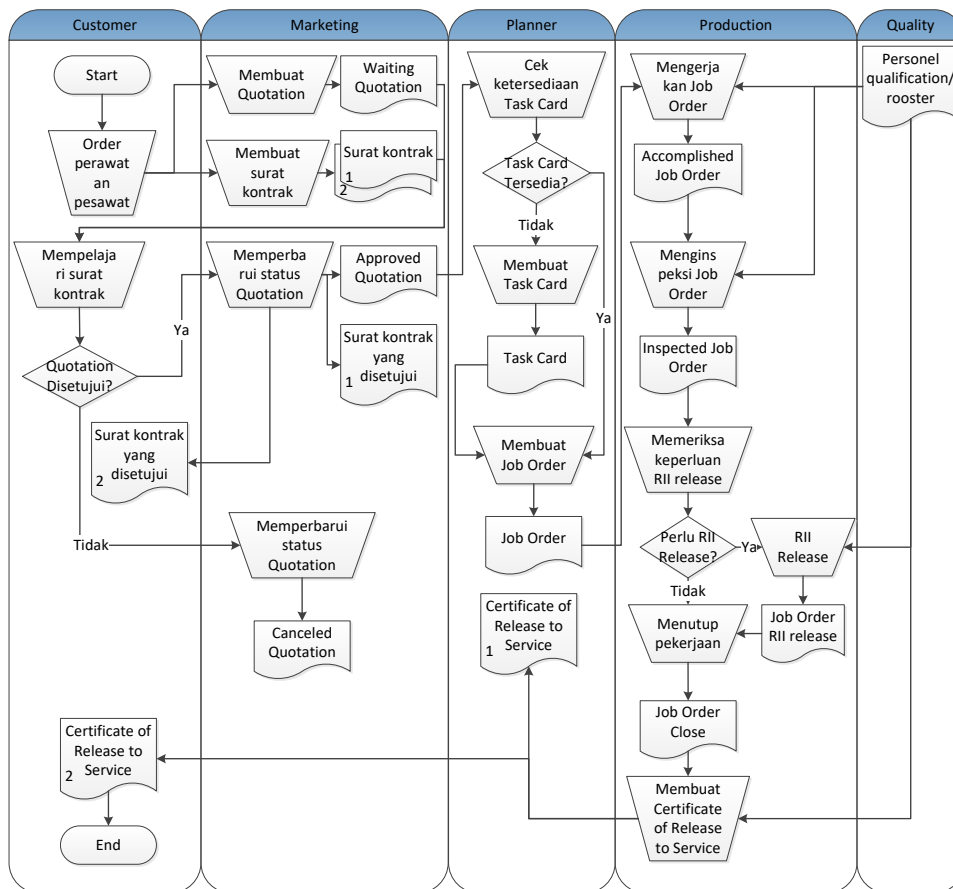 Customer
Marketing
Planner
Production
Quality
Start
Order
perawat
an
pesawat
Mempelaja
ri surat
kontrak
Quotation
Disetujui?
Ya
Tidak
Surat kontrak
yang
disetujui
2
Certificate of
Release to
Service
2
End
Membuat
Quotation
Waiting
Quotation
Membuat
surat
kontrak
Surat kontrak
1
2
Memperba
rui status
Quotation
Approved
Quotation
Surat kontrak
yang
disetujui
1
Memperbarui
status
Quotation
Canceled
Quotation
Cek
ketersediaan
Task Card
Task Card
Tersedia?
Tidak
Ya
Membuat
Task Card
Task Card
Membuat
Job Order
Job Order
Certificate of
Release to
Service
1
Mengerja
kan Job
Order
Accomplished
Job Order
Mengins
peksi Job
Order
Inspected Job
Order
Memeriksa
keperluan
RII release
Perlu RII
Release?
Ya
Tidak
RII
Release
Job Order
RII release
Menutup
pekerjaan
Job Order
Close
Membuat
Certificate
of Release
to Service
Personel
qualification/
rooster